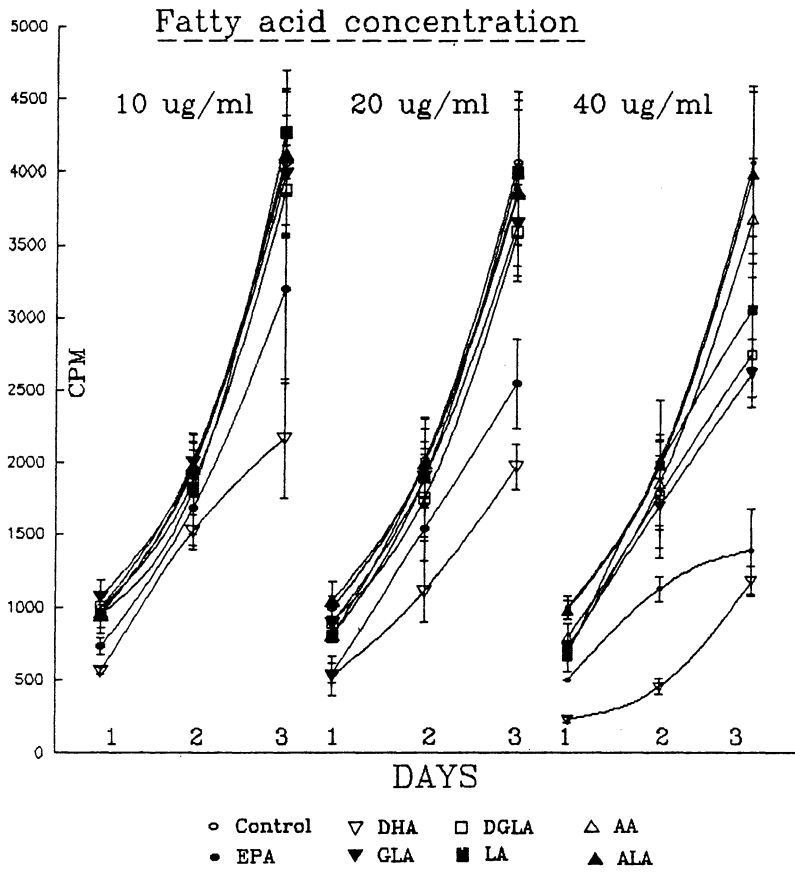 Fatty acid concentration
10 ug/ml 20 ug/ml 40 ug/ml
5000
4500
4000
3500
3000
2500
2000
1500
1000
500
0
CPM
1 2 3 1 2 3 1 2 3
DAYS
Control DHA DGLA AA
EPA GLA LA ALA